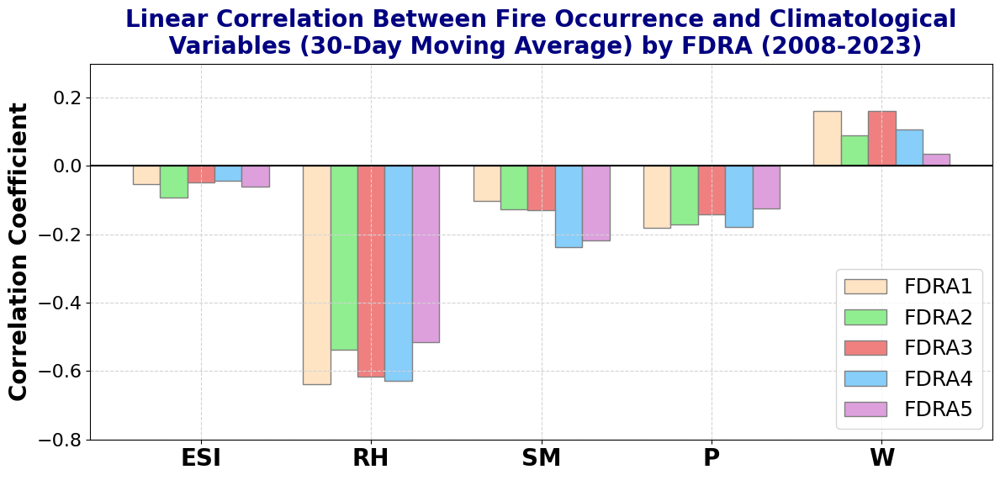 Linear Correlation Between Fire Occurrence and Climatological
Variables (30-Day Moving Average) by FDRA (2008-2023)
Correlation Coefficient
0.2
0.0
−0.2
−0.4
−0.6
−0.8
ESI RH SM P W
FDRA1
FDRA2
FDRA3
FDRA4
FDRA5